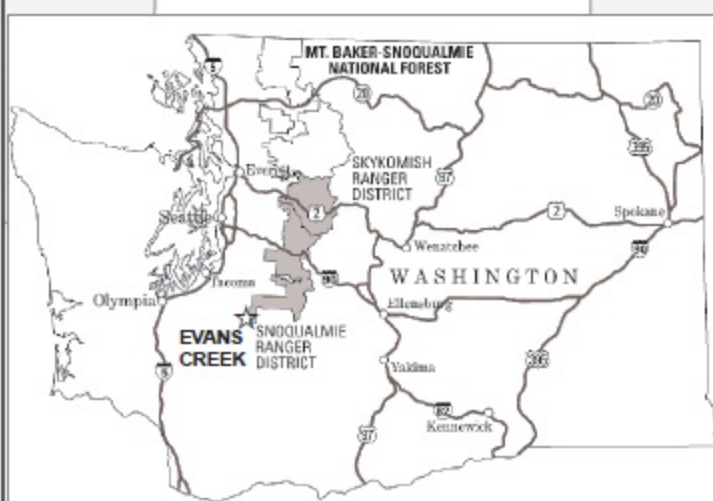 MT. BAKER-SNOQUALMIE
NATIONAL FOREST
5
20
20
395
Everett
SKYKOMISH
RANGER
DISTRICT
97
2
2
Seattle
Spokane
Wenatchee
90
90
WASHINGTON
Tacoma
Olympia
Ellensburg
EVANS
CREEK
SNOQUALMIE
RANGER
DISTRICT
5
Yakima
395
82
Kennewick
97